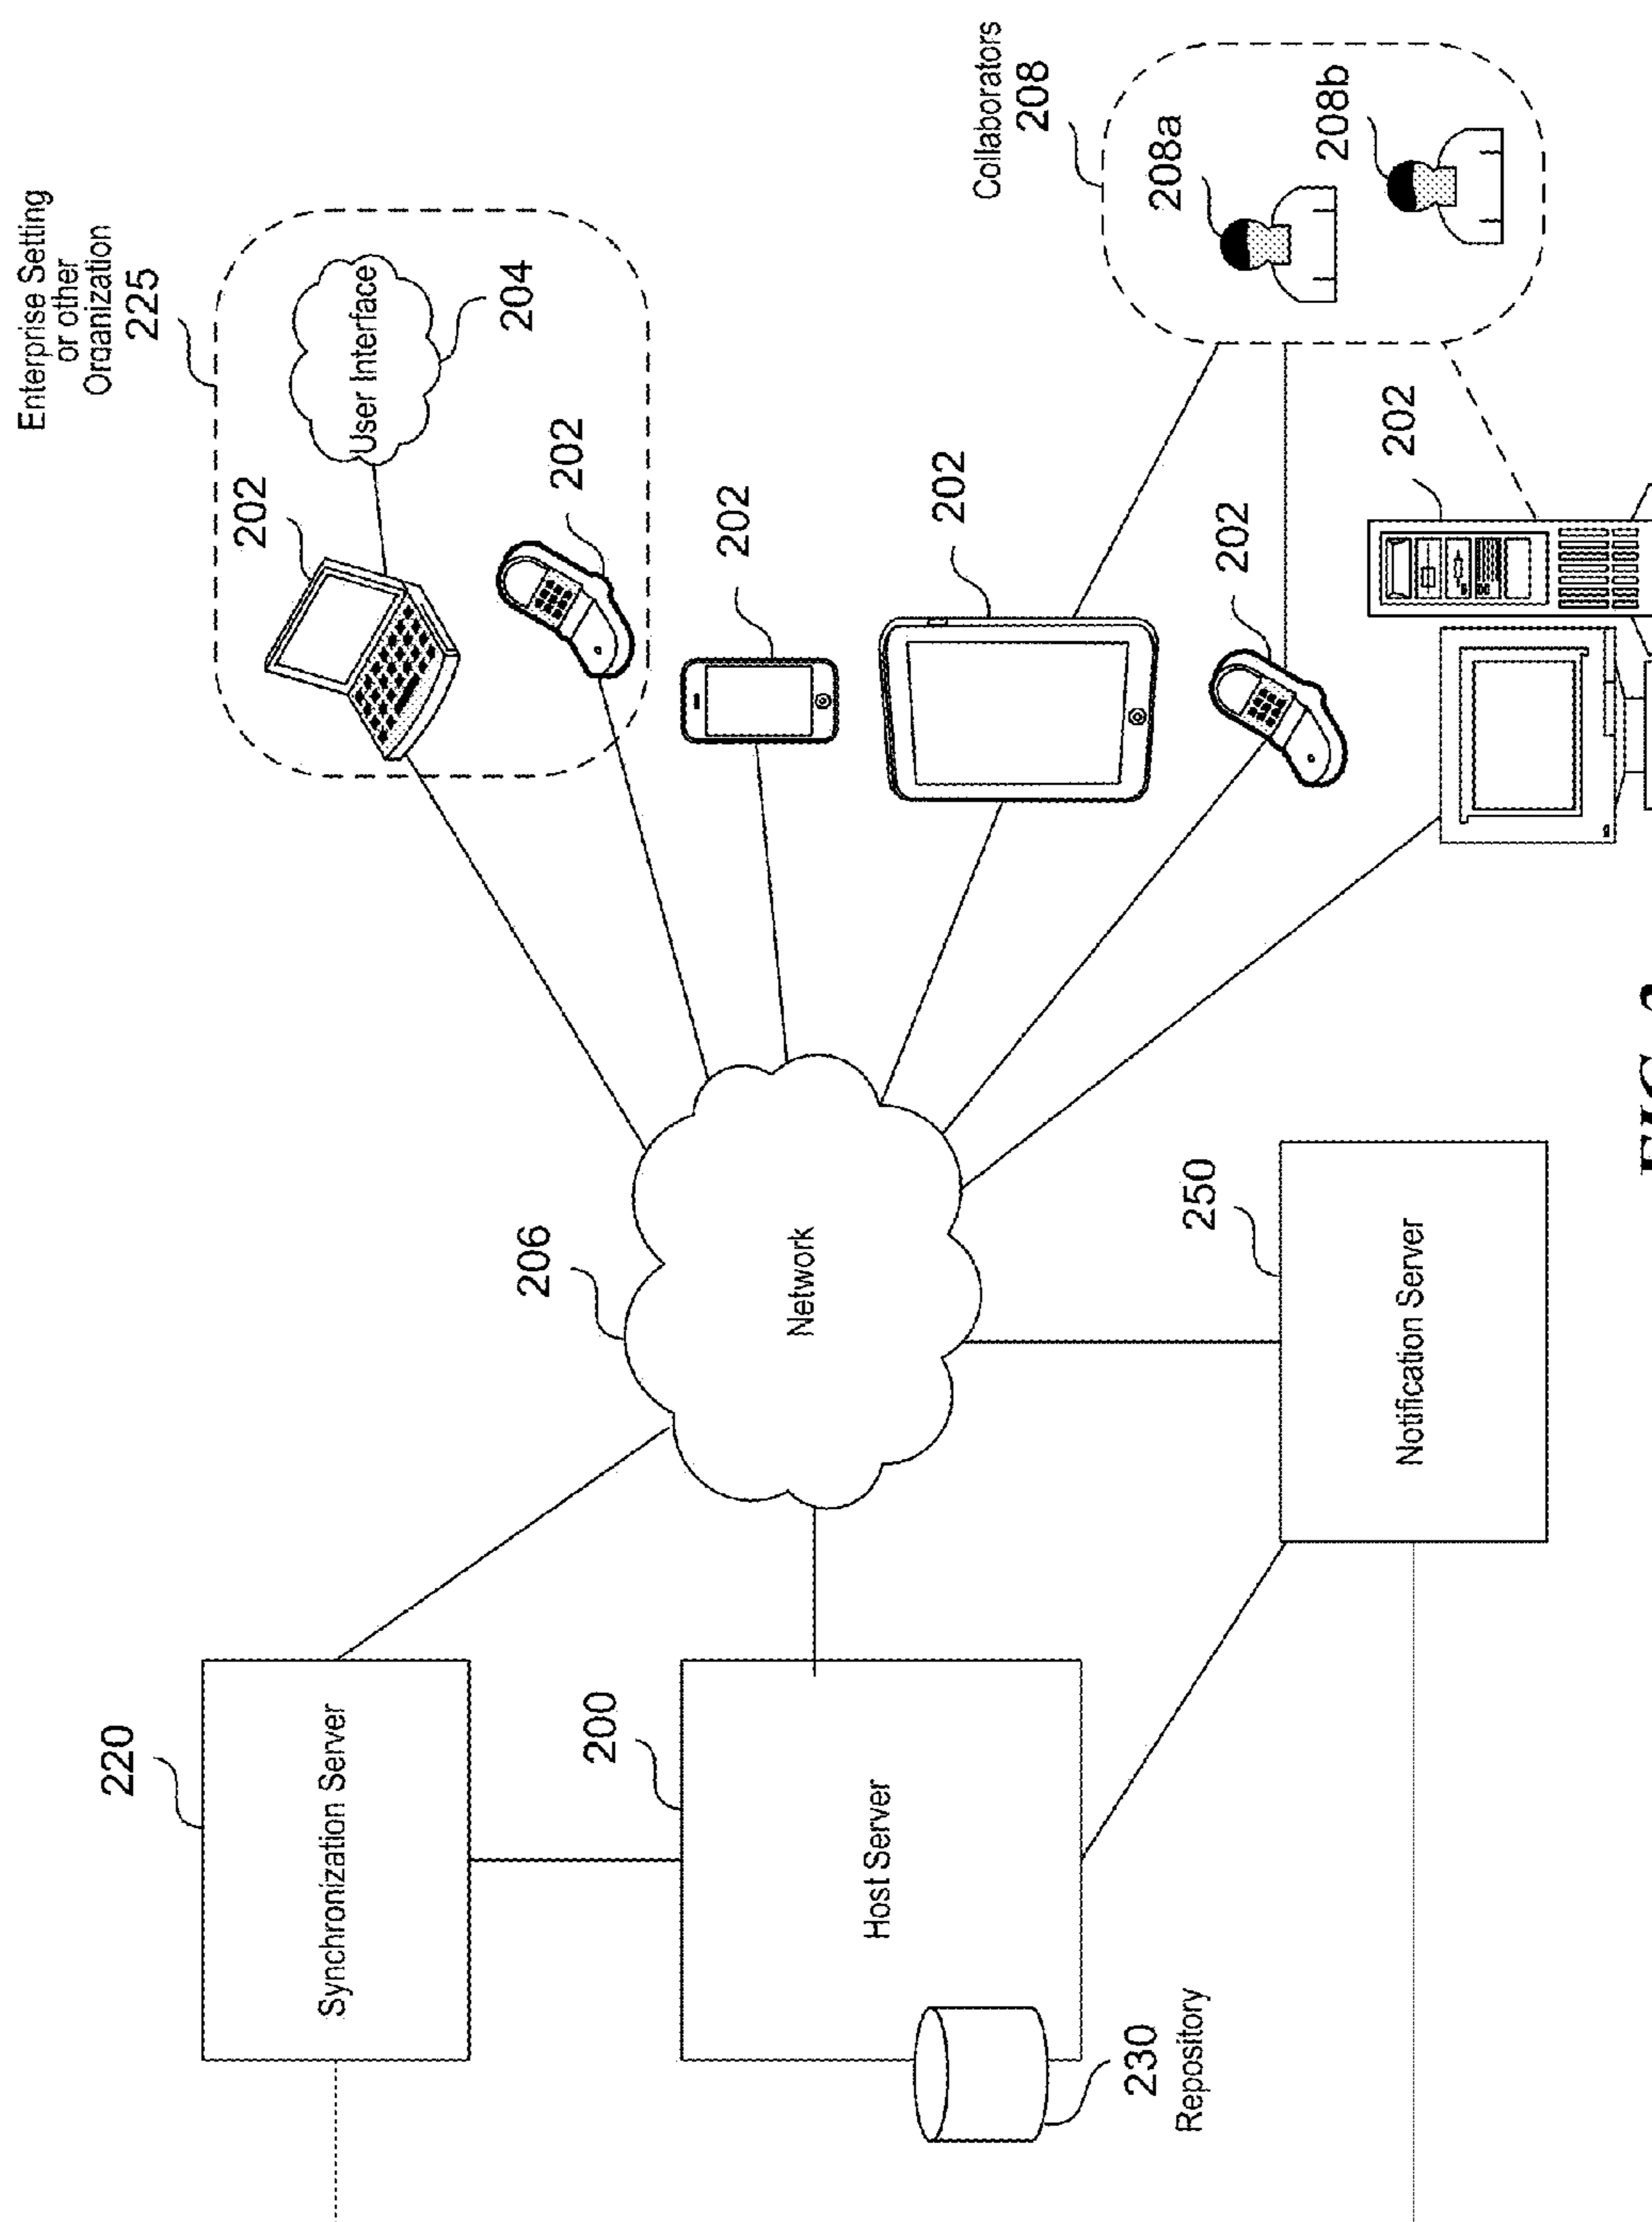 Enterprise Setting
or other
Organization
225
202
User Interface
204
202
202
202
202
202
Collaborators
208
208a
208b
206
Network
220
Synchronization Server
200
Host Server
230
Repository
250
Notification Server